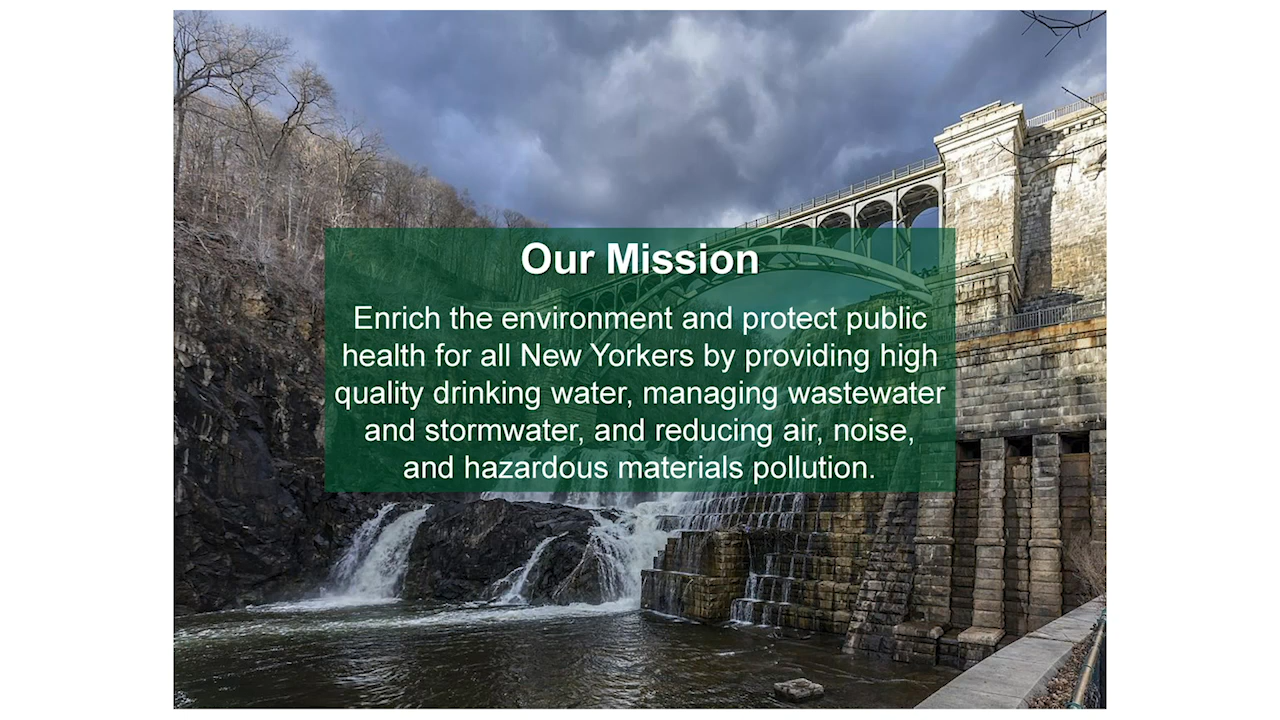 Our Mission
Enrich the environment and protect public
health for all New Yorkers by providing high
quality drinking water, managing wastewater
and stormwater, and reducing air, noise,
and hazardous materials pollution.